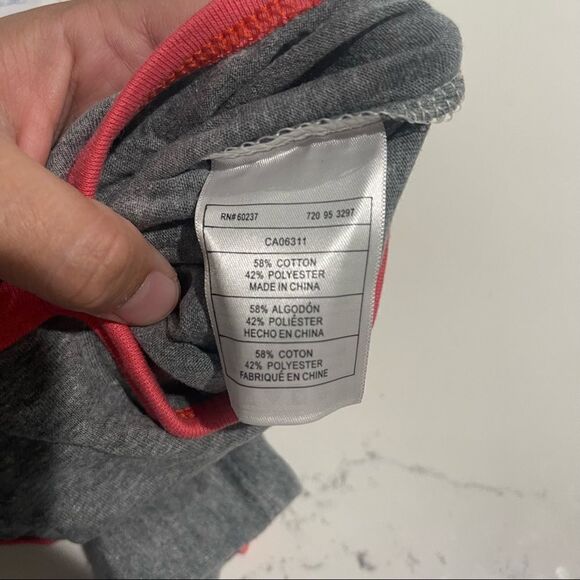 RN# 60237 720 95 3297
CA06311
58% COTTON
42% POLYESTER
MADE IN CHINA
58% ALGODÓN
42% POLIÉSTER
HECHO EN CHINA
58% COTON
42% POLYESTER
FABRIQUÉ EN CHINE